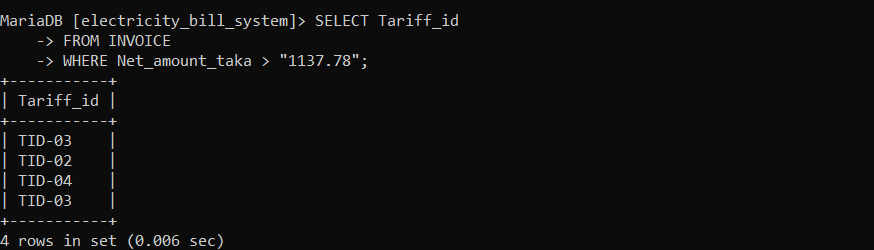 MariaDB [electricity_bill_system]> SELECT Tariff_id
    -> FROM INVOICE
    -> WHERE Net_amount_taka > "1137.78";
+-----------+
| Tariff_id |
+-----------+
| TID-03    |
| TID-02    |
| TID-04    |
| TID-03    |
+-----------+
4 rows in set (0.006 sec)